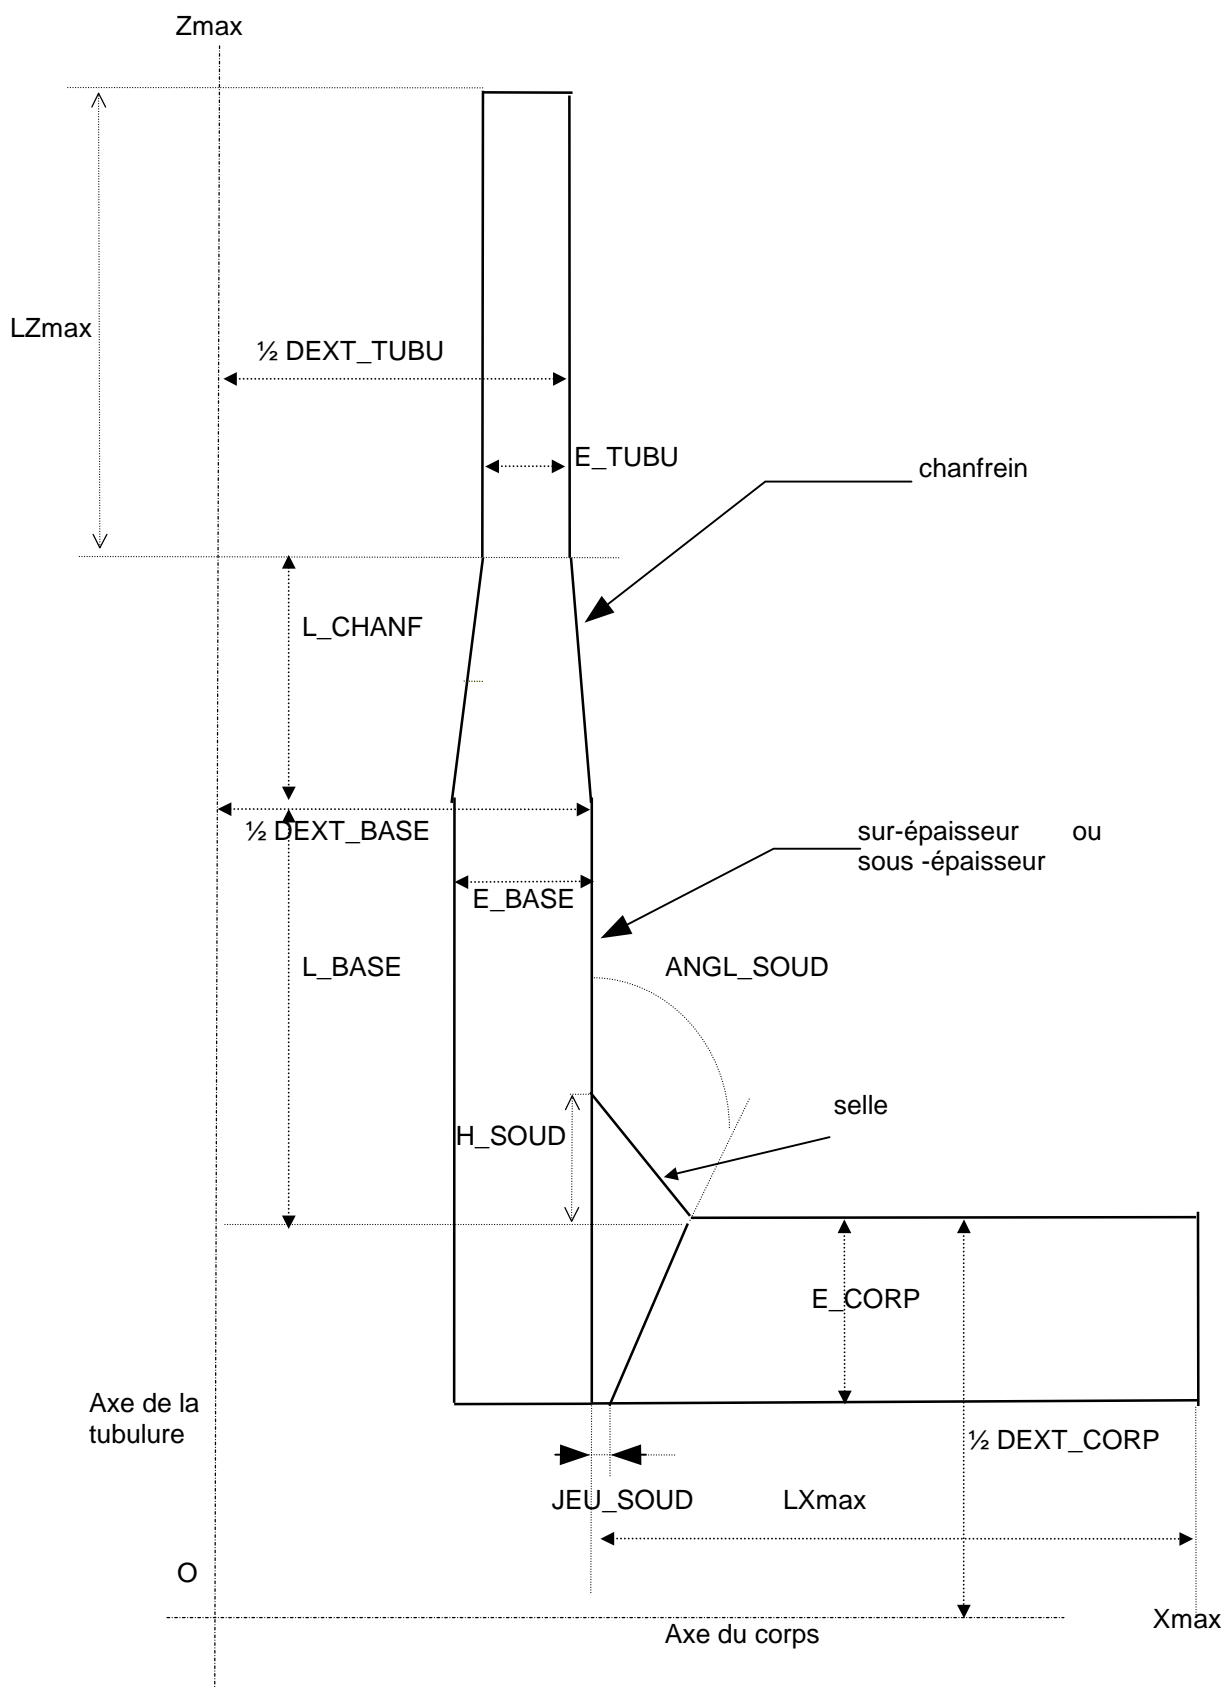 Zmax
LZmax
½ DEXT_TUBU
E_TUBU
chanfrein
L_CHANF
½ DEXT_BASE
sur-épaisseur ou
sous -épaisseur
E_BASE
L_BASE
ANGL_SOUD
selle
H_SOUD
E_CORP
Axe de la
tubulure
½ DEXT_CORP
JEU_SOUD
LXmax
O
Xmax
Axe du corps